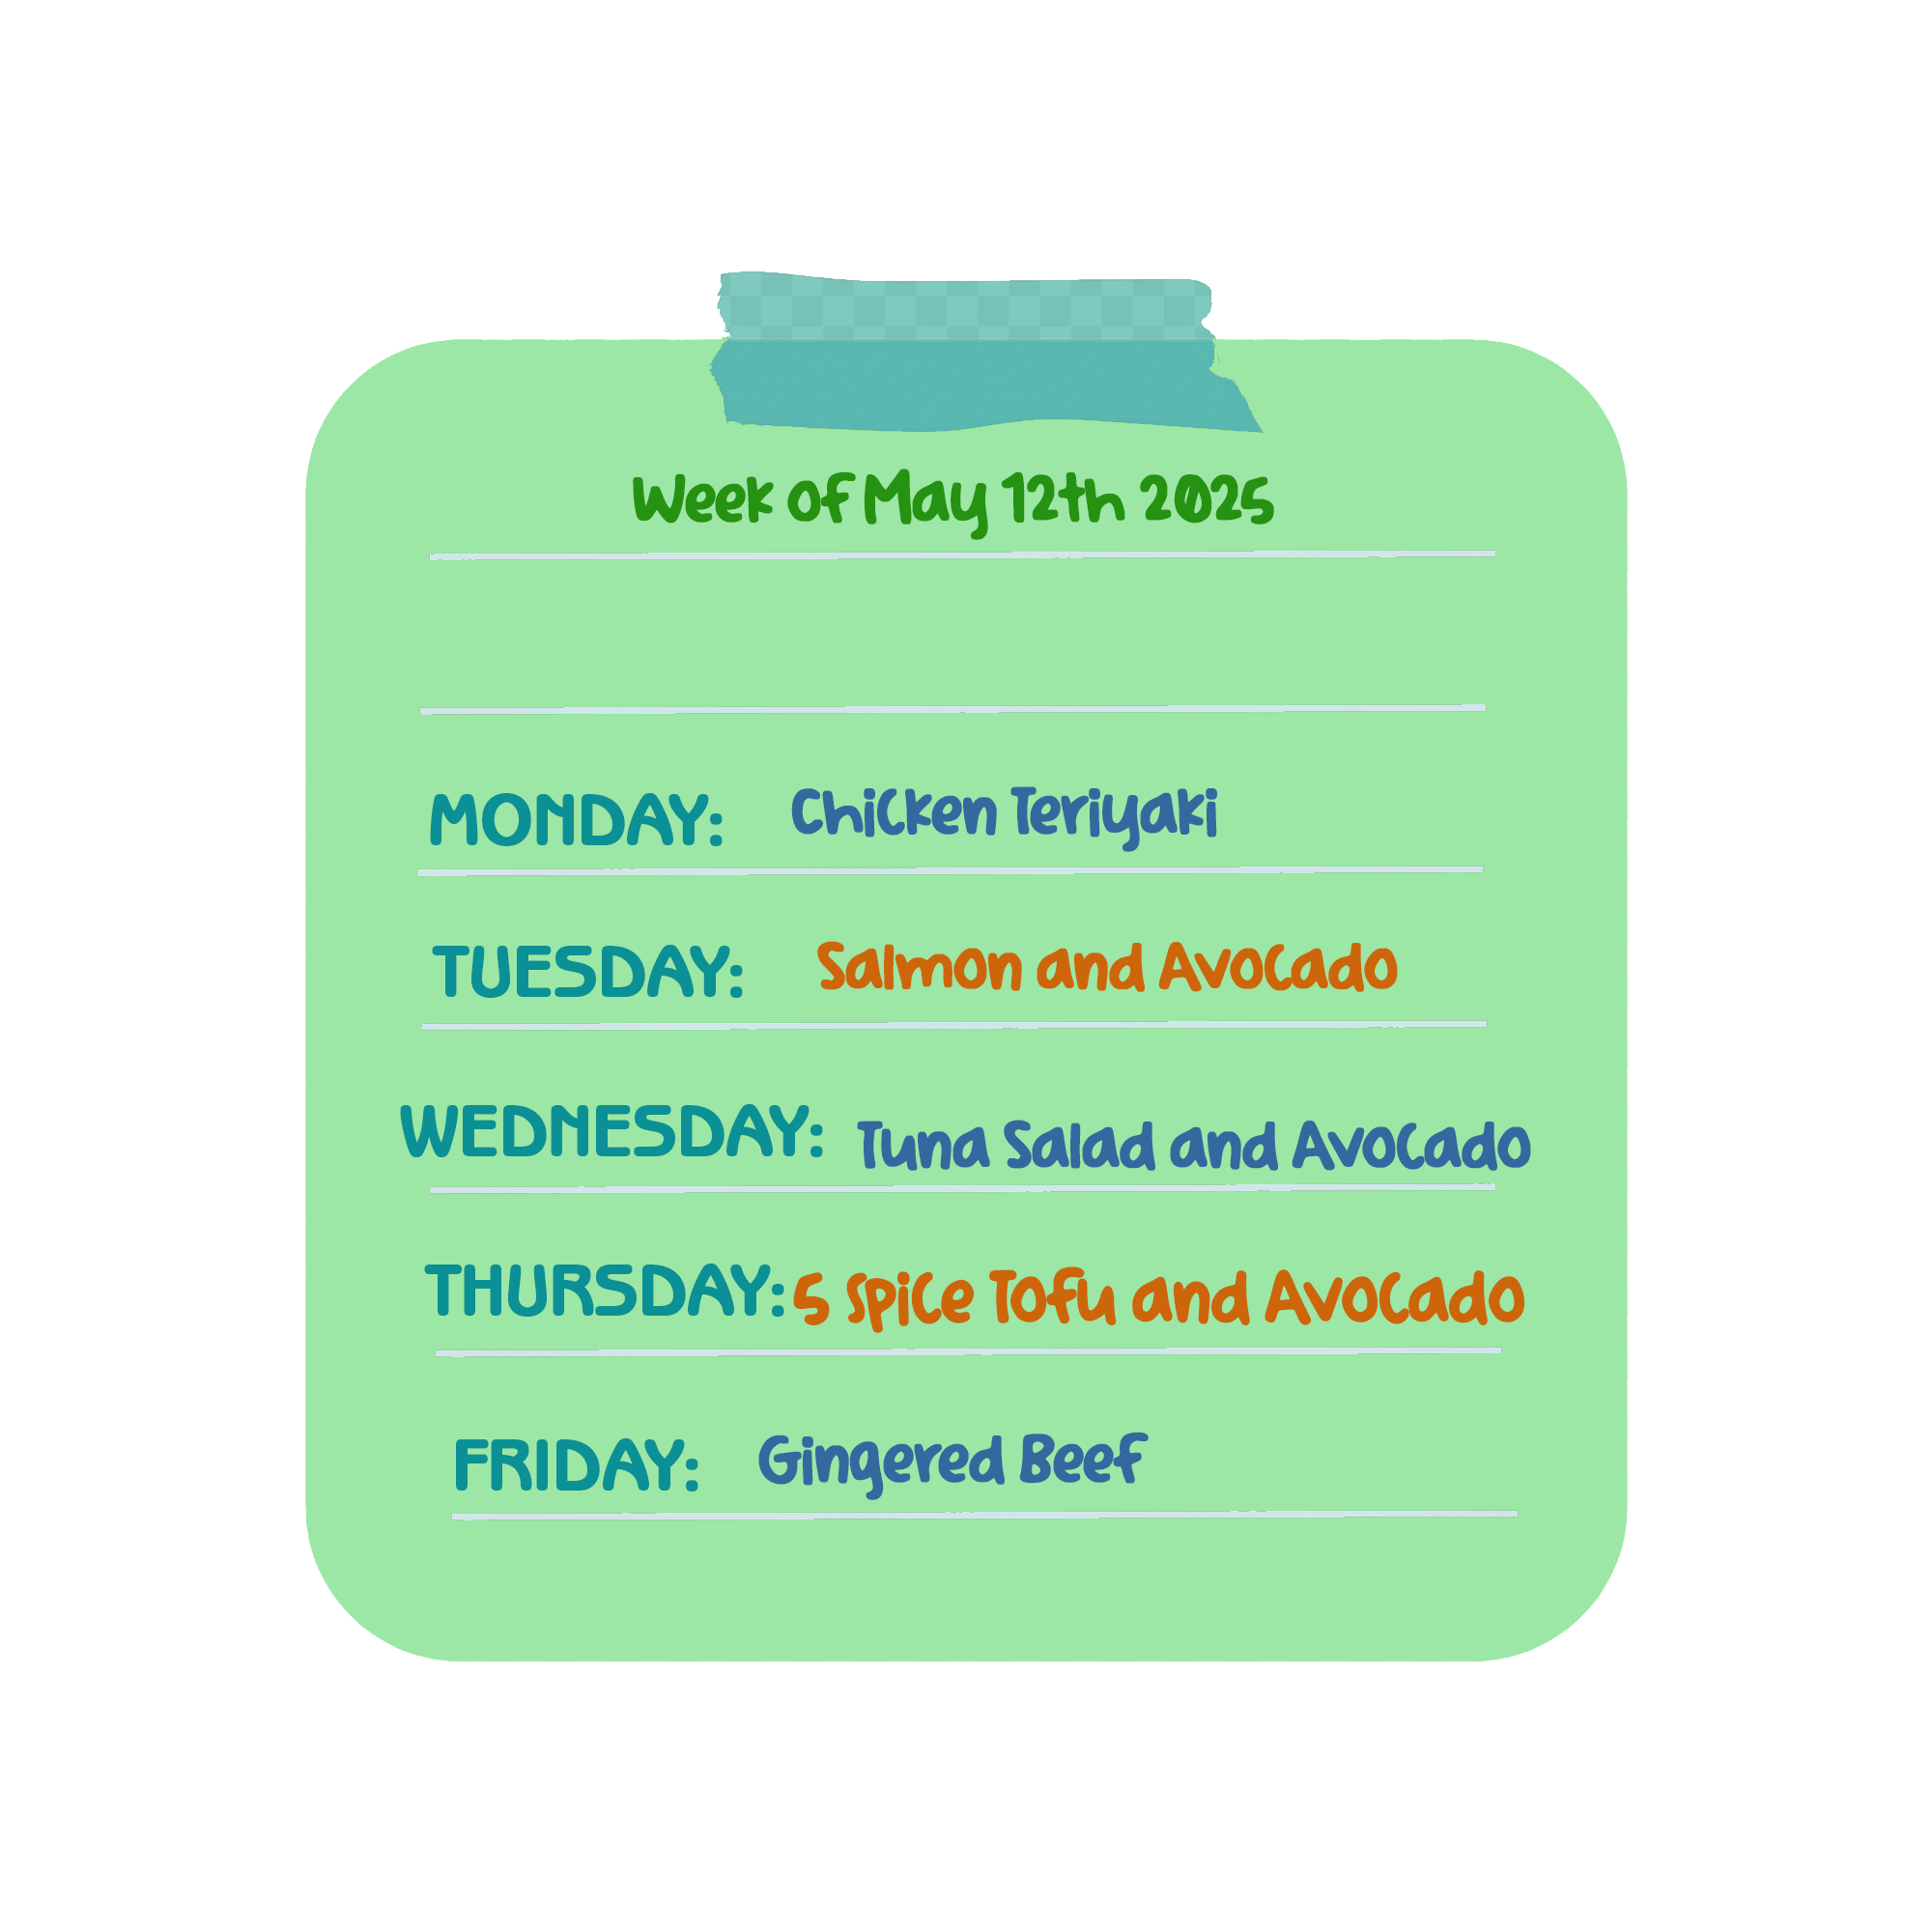 Week of May 12th 2025
MONDAY: Chicken Teriyaki
TUESDAY: Salmon and Avocado
WEDNESDAY: Tuna Salad and Avocado
THURSDAY: 5 Spice Tofu and Avocado
FRIDAY: Gingered Beef